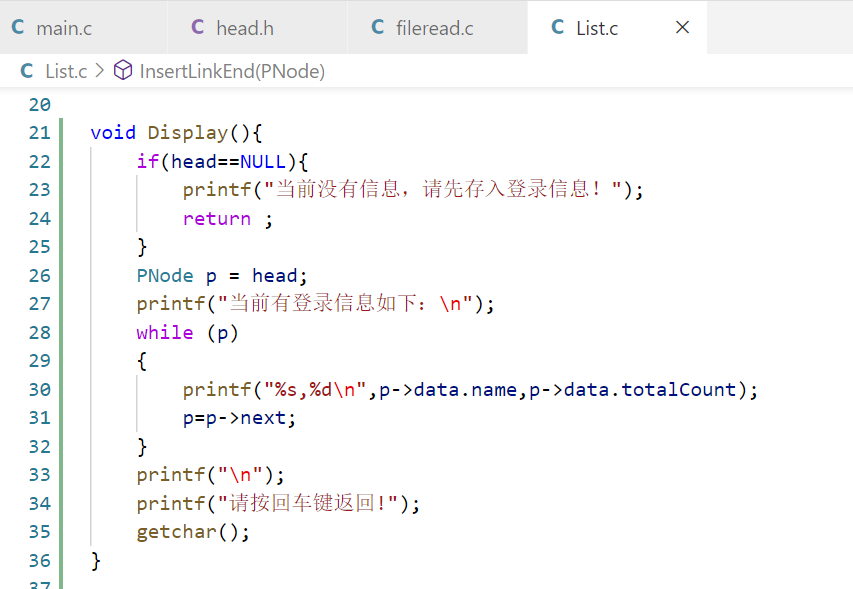 C main.c C head.h C fileread.c C List.c ×
C List.c > InsertLinkEnd(PNode)
20
21 void Display(){
22 if(head==NULL){
23 printf("当前没有信息，请先存入登录信息！");
24 return ;
25 }
26 PNode p = head;
27 printf("当前有登录信息如下：\n");
28 while (p)
29 {
30 printf("%s,%d\n",p->data.name,p->data.totalCount);
31 p=p->next;
32 }
33 printf("\n");
34 printf("请按回车键返回!");
35 getchar();
36 }
37